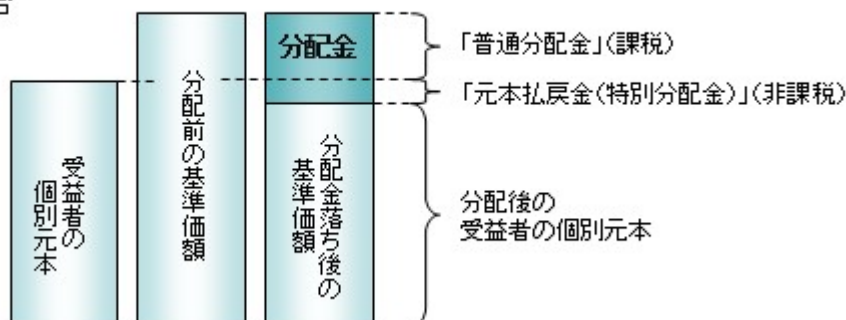 受益者の
個別元本
分配前の基準価額
分配金
分配金落ち後の
基準価額
「普通分配金」(課税)
「元本払戻金(特別分配金)」(非課税)
分配後の
受益者の個別元本